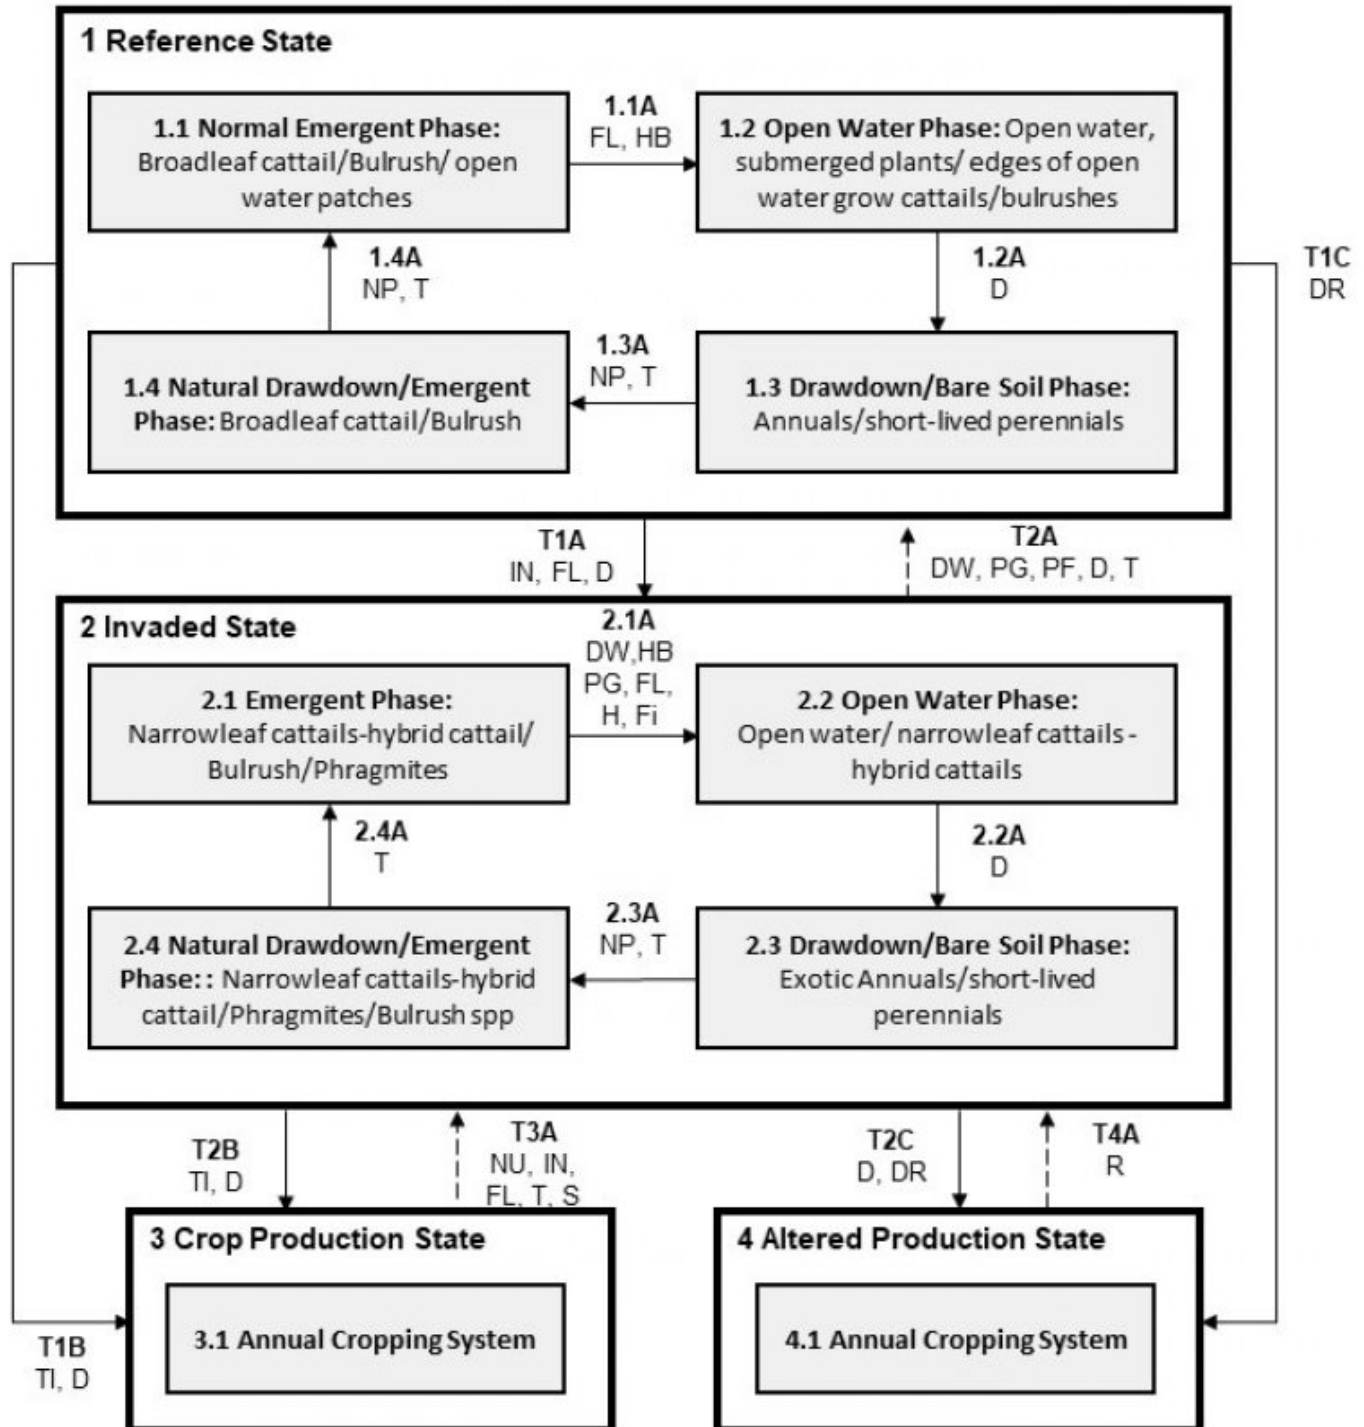 1 Reference State
1.1 Normal Emergent Phase:
Broadleaf cattail/Bulrush/ open
water patches
1.1A
FL, HB
1.2 Open Water Phase: Open water,
submerged plants/ edges of open
water grow cattails/bulrushes
1.4A
NP, T
1.2A
D
T1C
DR
1.4 Natural Drawdown/Emergent
Phase: Broadleaf cattail/Bulrush
1.3A
NP, T
1.3 Drawdown/Bare Soil Phase:
Annuals/short-lived perennials
T1A
IN, FL, D
T2A
DW, PG, PF, D, T
2 Invaded State
2.1 Emergent Phase:
Narrowleaf cattails-hybrid cattail/
Bulrush/Phragmites
2.1A
DW,HB
PG, FL,
H, Fi
2.2 Open Water Phase:
Open water/ narrowleaf cattails -
hybrid cattails
2.4A
T
2.2A
D
2.4 Natural Drawdown/Emergent
Phase:: Narrowleaf cattails-hybrid
cattail/Phragmites/Bulrush spp
2.3A
NP, T
2.3 Drawdown/Bare Soil Phase:
Exotic Annuals/short-lived
perennials
T2B
TI, D
T3A
NU, IN,
FL, T, S
T2C
D, DR
T4A
R
3 Crop Production State
3.1 Annual Cropping System
4 Altered Production State
4.1 Annual Cropping System
T1B
TI, D